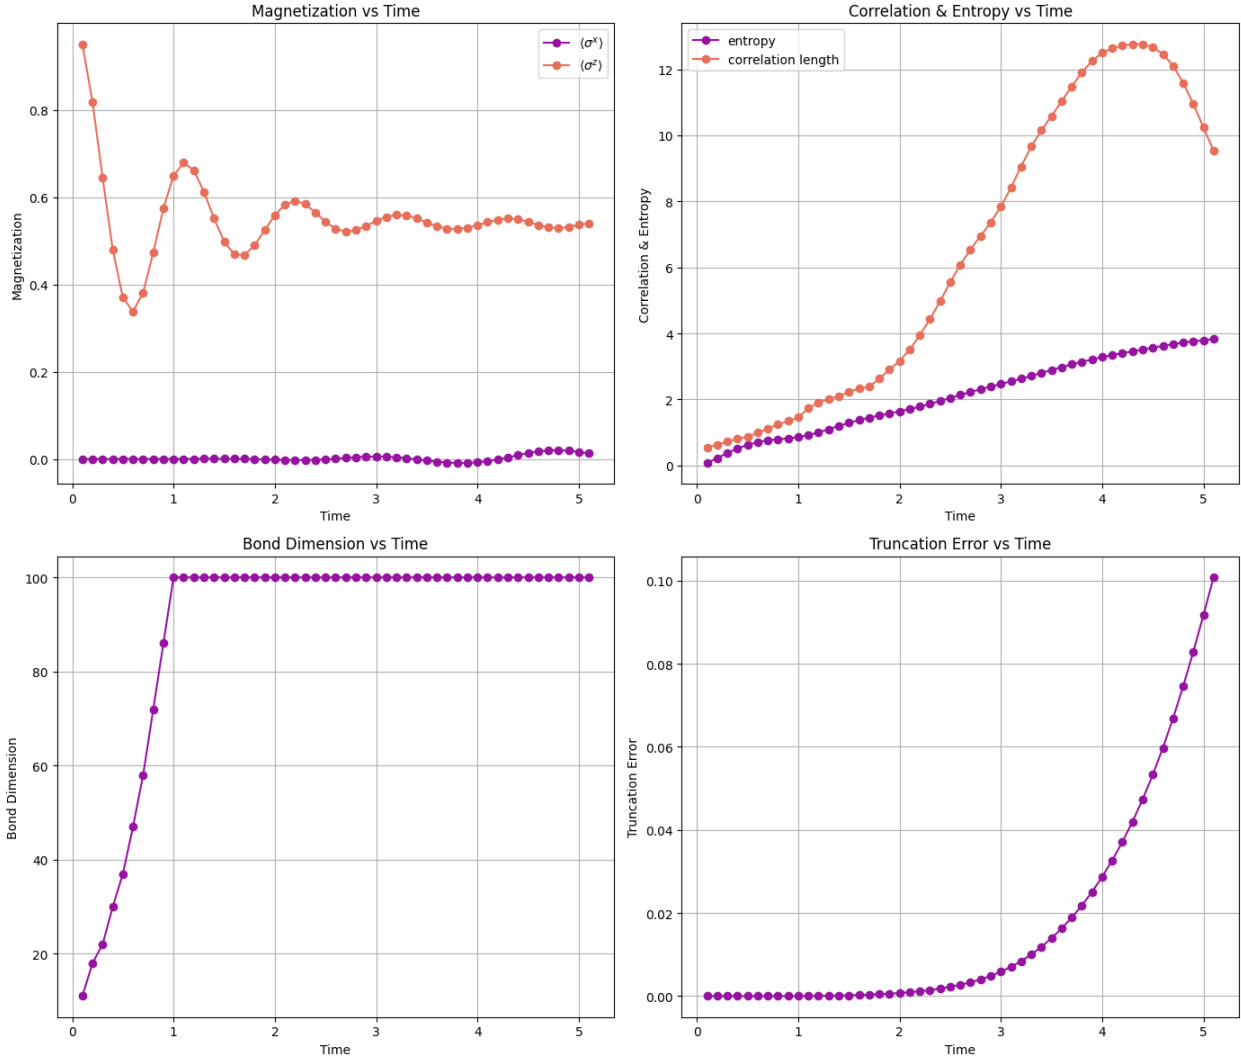 Magnetization vs Time
⟨σˣ⟩
⟨σᶻ⟩
Magnetization
0.8
0.6
0.4
0.2
0.0
0 1 2 3 4 5
Time
Correlation & Entropy vs Time
entropy
correlation length
Correlation & Entropy
12
10
8
6
4
2
0
0 1 2 3 4 5
Time
Bond Dimension vs Time
Bond Dimension
100
80
60
40
20
0 1 2 3 4 5
Time
Truncation Error vs Time
Truncation Error
0.10
0.08
0.06
0.04
0.02
0.00
0 1 2 3 4 5
Time